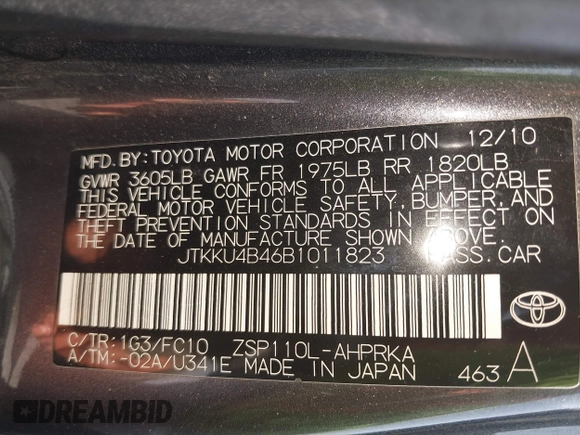 MFD. BY: TOYOTA MOTOR CORPORATION 12/10
GVWR 3605LB GAWR FR 1975LB RR 1820LB
THIS VEHICLE CONFORMS TO ALL APPLICABLE
FEDERAL MOTOR VEHICLE SAFETY, BUMPER, AND
THEFT PREVENTION STANDARDS IN EFFECT ON
THE DATE OF MANUFACTURE SHOWN ABOVE.
JTKKU4B46B1011823 PASS. CAR
C/TR: 1G3/FC10 ZSP110L-AHPRKA
A/TM: -02A/U341E MADE IN JAPAN 463 A
DREAMBID